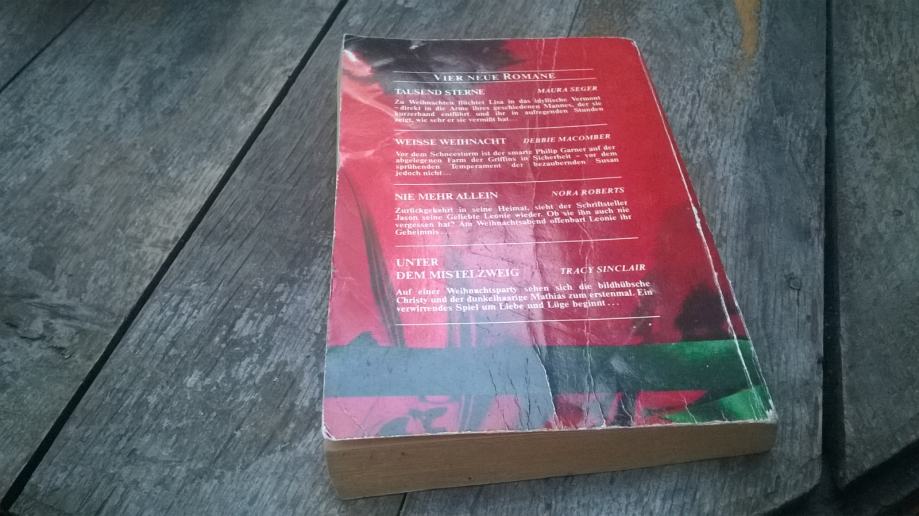 VIER NEUE ROMANE
TAUSEND STERNE MAURA SEGER
Zu Weihnachten flüchtet Lisa in das idyllische Vermont
– direkt in die Arme ihres geschiedenen Mannes, der sie
kurzerhand entführt und ihr in aufregenden Stunden
zeigt, wie sehr er sie vermißt hat...
WEISSE WEIHNACHT DEBBIE MACOMBER
Vor dem Schneesturm ist der smarte Philip Garner auf der
abgelegenen Farm der Griffins in Sicherheit – vor dem
sprühenden Temperament der bezaubernden Susan
jedoch nicht...
NIE MEHR ALLEIN NORA ROBERTS
Zurückgekehrt in seine Heimat, sieht der Schriftsteller
Jason seine Geliebte Leonie wieder. Ob sie ihn auch nie
vergessen hat? Am Weihnachtsabend offenbart Leonie ihr
Geheimnis...
UNTER
DEM MISTELZWEIG TRACY SINCLAIR
Auf einer Weihnachtsparty sehen sich die bildhübsche
Christy und der dunkelhaarige Mathias zum erstenmal. Ein
verwirrendes Spiel um Liebe und Lüge beginnt...